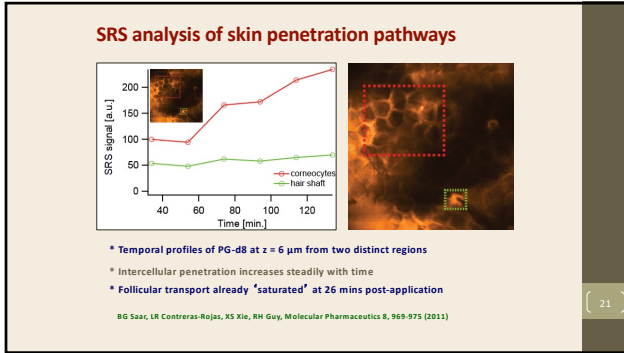 SRS analysis of skin penetration pathways
200
150
100
50
0
SRS signal [a.u.]
corneocytes
hair shaft
40
60
80
100
120
Time [min.]
* Temporal profiles of PG-d8 at z = 6 µm from two distinct regions
* Intercellular penetration increases steadily with time
* Follicular transport already ‘saturated’ at 26 mins post-application
BG Saar, LR Contreras-Rojas, XS Xie, RH Guy, Molecular Pharmaceutics 8, 969-975 (2011)
21